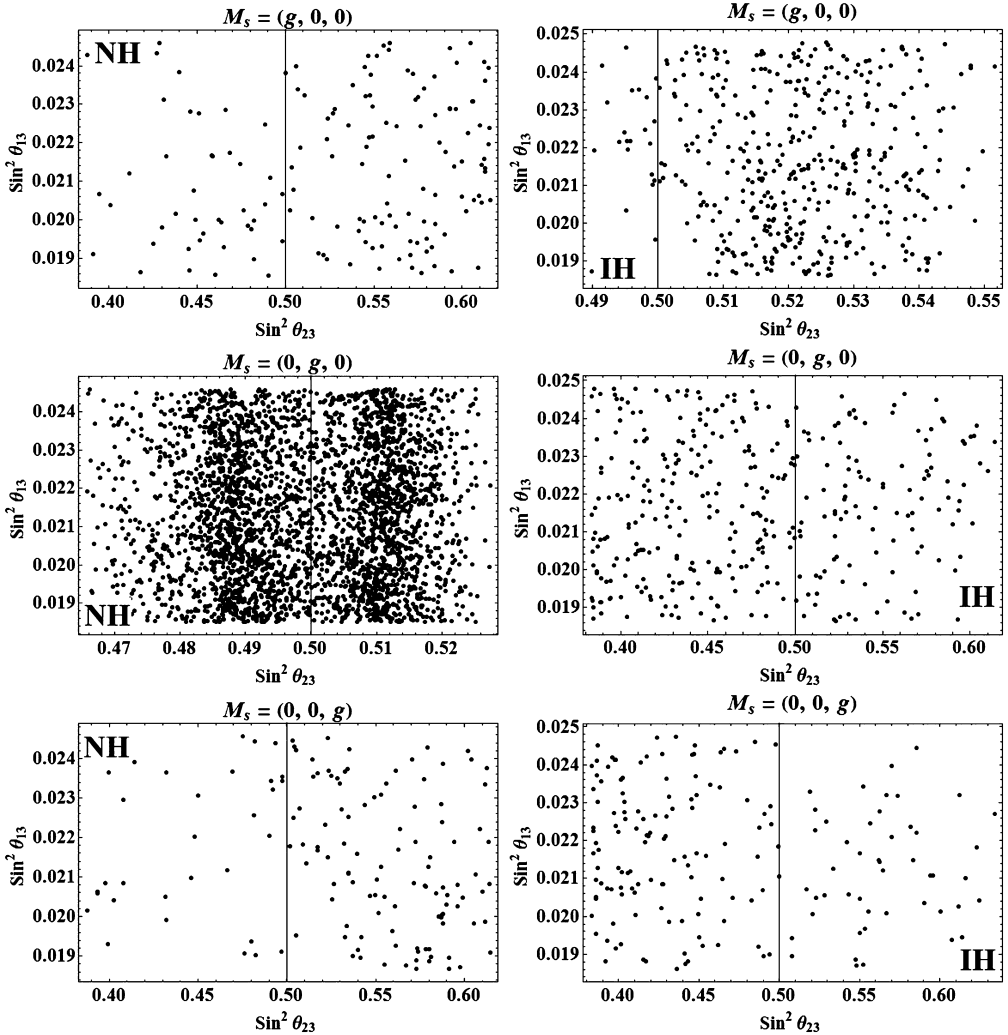 M_s = (g, 0, 0)
NH
0.024
0.023
0.022
0.021
0.020
0.019
Sin² θ₁₃
0.40 0.45 0.50 0.55 0.60
Sin² θ₂₃
M_s = (g, 0, 0)
IH
0.025
0.024
0.023
0.022
0.021
0.020
0.019
Sin² θ₁₃
0.49 0.50 0.51 0.52 0.53 0.54 0.55
Sin² θ₂₃
M_s = (0, g, 0)
NH
0.024
0.023
0.022
0.021
0.020
0.019
Sin² θ₁₃
0.47 0.48 0.49 0.50 0.51 0.52
Sin² θ₂₃
M_s = (0, g, 0)
IH
0.025
0.024
0.023
0.022
0.021
0.020
0.019
Sin² θ₁₃
0.40 0.45 0.50 0.55 0.60
Sin² θ₂₃
M_s = (0, 0, g)
NH
0.024
0.023
0.022
0.021
0.020
0.019
Sin² θ₁₃
0.40 0.45 0.50 0.55 0.60
Sin² θ₂₃
M_s = (0, 0, g)
IH
0.025
0.024
0.023
0.022
0.021
0.020
0.019
Sin² θ₁₃
0.40 0.45 0.50 0.55 0.60
Sin² θ₂₃